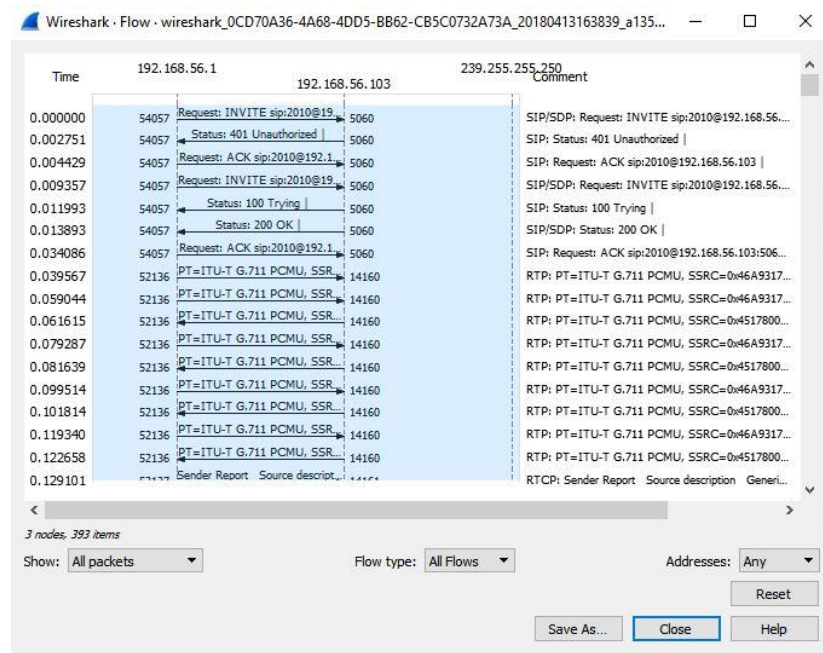 Wireshark · Flow · wireshark_0CD70A36-4A68-4DD5-BB62-CB5C0732A73A_20180413163839_a135...
Time 192.168.56.1 192.168.56.103 239.255.255.250 Comment
0.000000 54057 Request: INVITE sip:2010@19... 5060 SIP/SDP: Request: INVITE sip:2010@192.168.56....
0.002751 54057 Status: 401 Unauthorized | 5060 SIP: Status: 401 Unauthorized |
0.004429 54057 Request: ACK sip:2010@192.1... 5060 SIP: Request: ACK sip:2010@192.168.56.103 |
0.009357 54057 Request: INVITE sip:2010@19... 5060 SIP/SDP: Request: INVITE sip:2010@192.168.56....
0.011993 54057 Status: 100 Trying | 5060 SIP: Status: 100 Trying |
0.013893 54057 Status: 200 OK | 5060 SIP/SDP: Status: 200 OK |
0.034086 54057 Request: ACK sip:2010@192.1... 5060 SIP: Request: ACK sip:2010@192.168.56.103:506...
0.039567 52136 PT=ITU-T G.711 PCMU, SSR... 14160 RTP: PT=ITU-T G.711 PCMU, SSRC=0x46A9317...
0.059044 52136 PT=ITU-T G.711 PCMU, SSR... 14160 RTP: PT=ITU-T G.711 PCMU, SSRC=0x46A9317...
0.061615 52136 PT=ITU-T G.711 PCMU, SSR... 14160 RTP: PT=ITU-T G.711 PCMU, SSRC=0x4517800...
0.079287 52136 PT=ITU-T G.711 PCMU, SSR... 14160 RTP: PT=ITU-T G.711 PCMU, SSRC=0x46A9317...
0.081639 52136 PT=ITU-T G.711 PCMU, SSR... 14160 RTP: PT=ITU-T G.711 PCMU, SSRC=0x4517800...
0.099514 52136 PT=ITU-T G.711 PCMU, SSR... 14160 RTP: PT=ITU-T G.711 PCMU, SSRC=0x46A9317...
0.101814 52136 PT=ITU-T G.711 PCMU, SSR... 14160 RTP: PT=ITU-T G.711 PCMU, SSRC=0x4517800...
0.119340 52136 PT=ITU-T G.711 PCMU, SSR... 14160 RTP: PT=ITU-T G.711 PCMU, SSRC=0x46A9317...
0.122658 52136 PT=ITU-T G.711 PCMU, SSR... 14160 RTP: PT=ITU-T G.711 PCMU, SSRC=0x4517800...
0.129101 Sender Report Source descript... RTCP: Sender Report Source description Generi...
3 nodes, 393 items
Show: All packets Flow type: All Flows Addresses: Any
Reset
Save As... Close Help